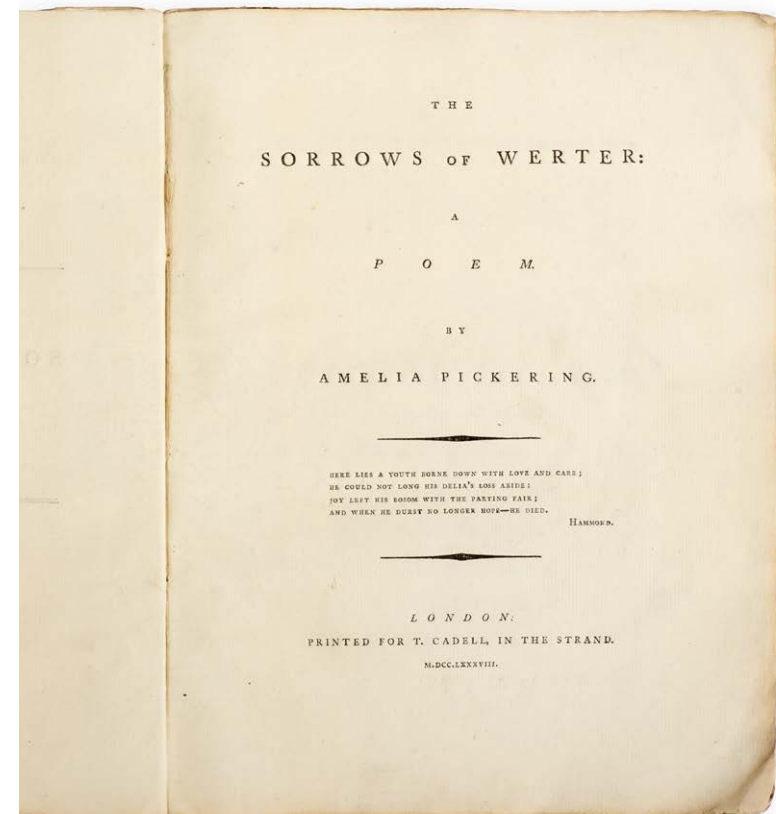 THE
SORROWS OF WERTER:
A
POEM.
BY
AMELIA PICKERING.
HERE LIES A YOUTH BORNE DOWN WITH LOVE AND CARE;
HE COULD NOT LONG HIS DELIA'S LOSS ABIDE:
JOY LEFT HIS BOSOM WITH THE PARTING FAIR;
AND WHEN HE DURST NO LONGER HOPE—HE DIED.
HAMMOND.
LONDON:
PRINTED FOR T. CADELL, IN THE STRAND.
M.DCC.LXXXVIII.